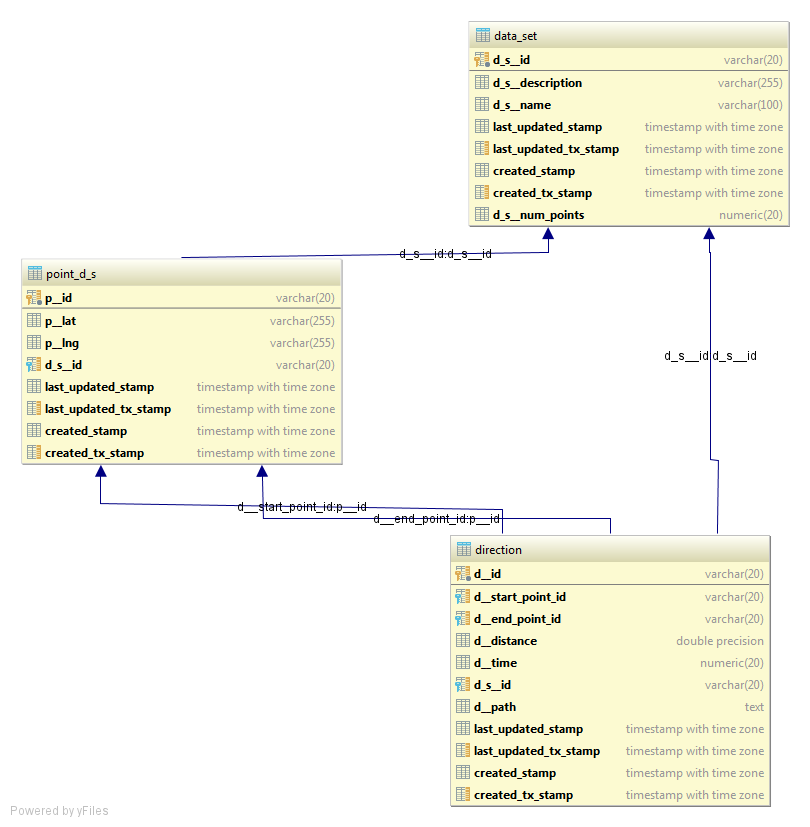 data_set
d_s__id varchar(20)
d_s__description varchar(255)
d_s__name varchar(100)
last_updated_stamp timestamp with time zone
last_updated_tx_stamp timestamp with time zone
created_stamp timestamp with time zone
created_tx_stamp timestamp with time zone
d_s__num_points numeric(20)
d_s__id:d_s__id
point_d_s
p__id varchar(20)
p__lat varchar(255)
p__lng varchar(255)
d_s__id varchar(20)
last_updated_stamp timestamp with time zone
last_updated_tx_stamp timestamp with time zone
created_stamp timestamp with time zone
created_tx_stamp timestamp with time zone
d_s__id:d_s__id
d__start_point_id:p__id
d__end_point_id:p__id
direction
d__id varchar(20)
d__start_point_id varchar(20)
d__end_point_id varchar(20)
d__distance double precision
d__time numeric(20)
d_s__id varchar(20)
d__path text
last_updated_stamp timestamp with time zone
last_updated_tx_stamp timestamp with time zone
created_stamp timestamp with time zone
created_tx_stamp timestamp with time zone
Powered by yFiles